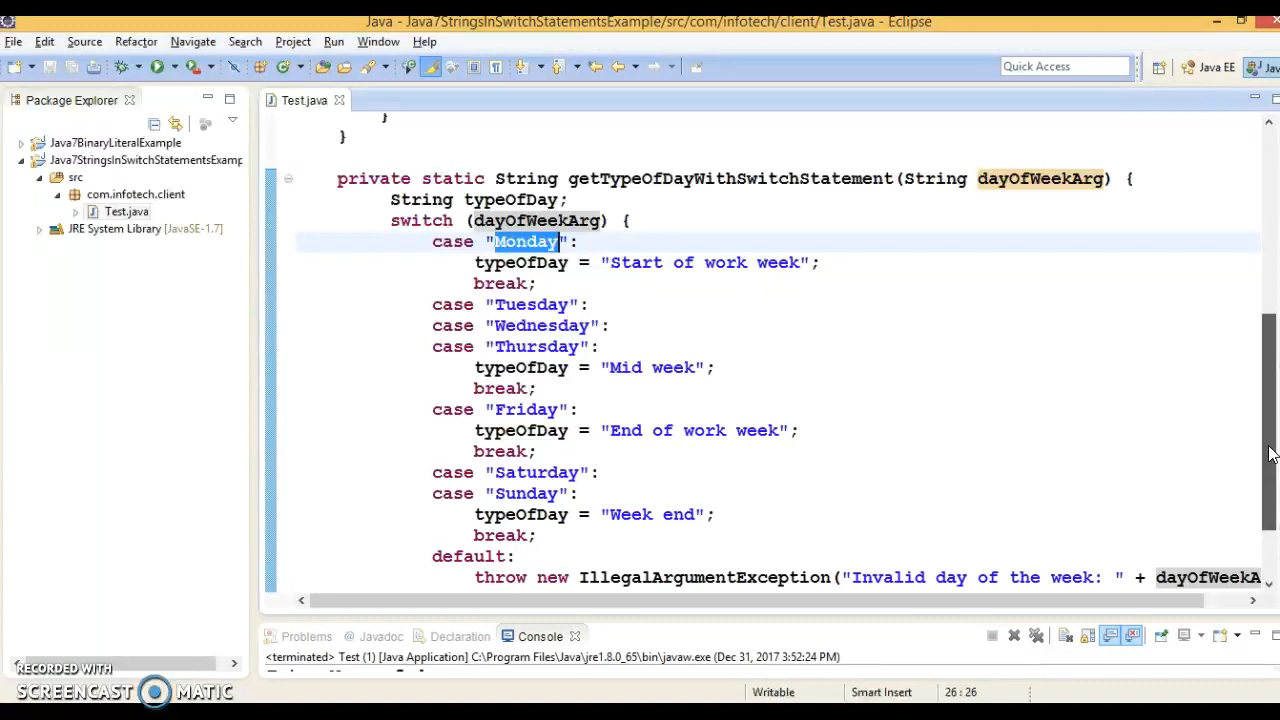 Java - Java7StringsInSwitchStatementsExample/src/com/infotech/client/Test.java - Eclipse
File Edit Source Refactor Navigate Search Project Run Window Help
Quick Access
Java EE
Jav
Package Explorer
Java7BinaryLiteralExample
Java7StringsInSwitchStatementsExamp
src
com.infotech.client
Test.java
JRE System Library [JavaSE-1.7]
Test.java
}
}
private static String getTypeOfDayWithSwitchStatement(String dayOfWeekArg) {
String typeOfDay;
switch (dayOfWeekArg) {
case "Monday":
typeOfDay = "Start of work week";
break;
case "Tuesday":
case "Wednesday":
case "Thursday":
typeOfDay = "Mid week";
break;
case "Friday":
typeOfDay = "End of work week";
break;
case "Saturday":
case "Sunday":
typeOfDay = "Week end";
break;
default:
throw new IllegalArgumentException("Invalid day of the week: " + dayOfWeekA
Problems @ Javadoc Declaration Console
<terminated> Test (1) [Java Application] C:\Program Files\Java\jre1.8.0_65\bin\javaw.exe (Dec 31, 2017 3:52:24 PM)
Writable Smart Insert 26 : 26
RECORDED WITH
SCREENCAST MATIC